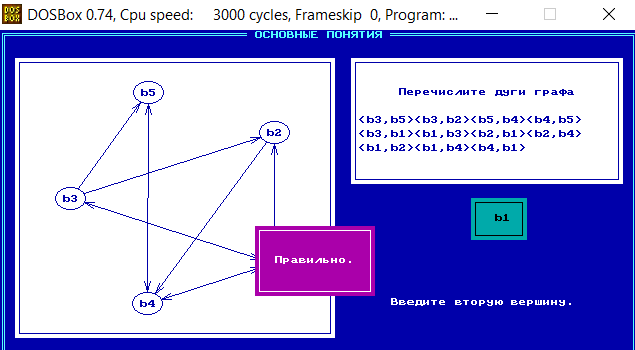 DOS
BOX
DOSBox 0.74, Cpu speed: 3000 cycles, Frameskip 0, Program: ...
ОСНОВНЫЕ ПОНЯТИЯ
b5
b2
b3
b4
Правильно.
Перечислите дуги графа
<b3,b5><b3,b2><b5,b4><b4,b5>
<b3,b1><b1,b3><b2,b1><b2,b4>
<b1,b2><b1,b4><b4,b1>
b1
Введите вторую вершину.